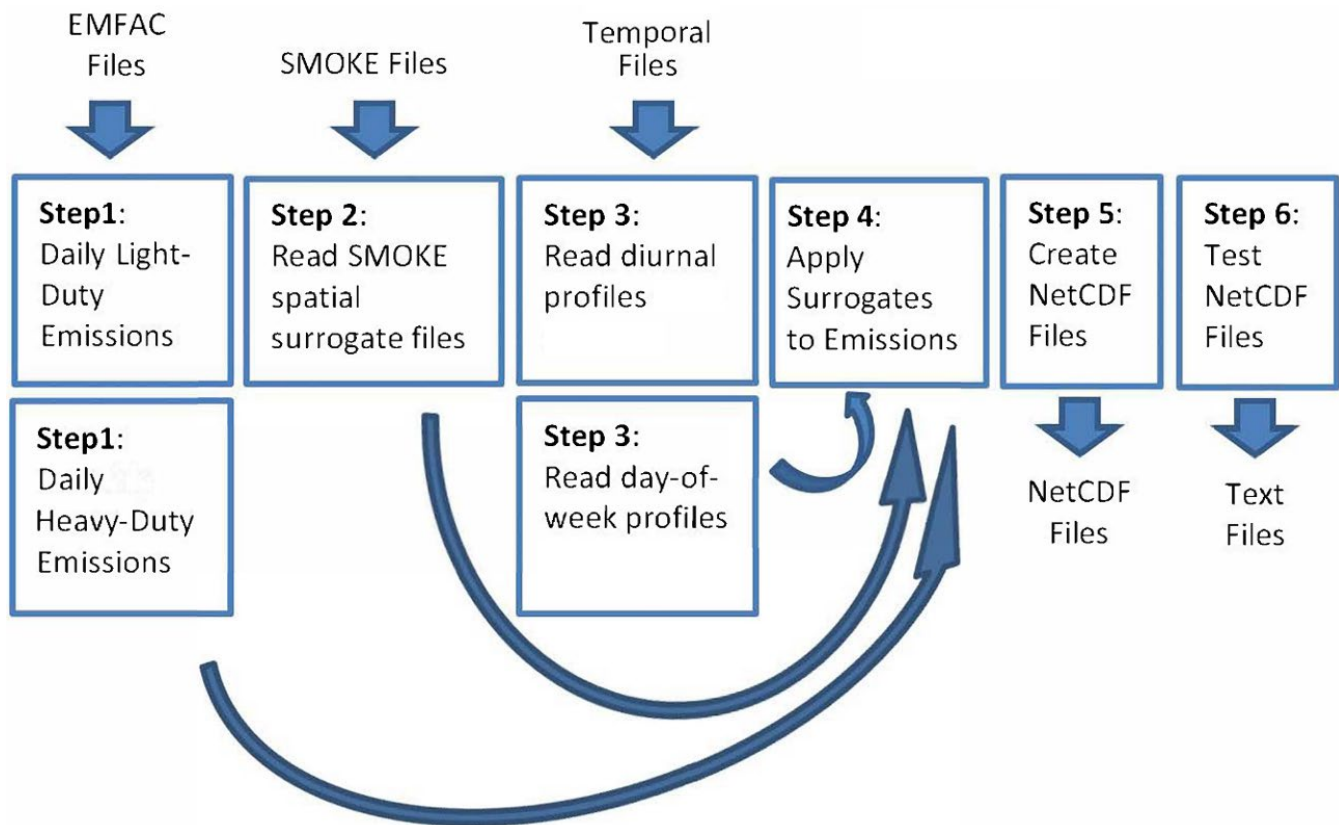 EMFAC
Files
SMOKE Files
Temporal
Files
Step1:
Daily Light-
Duty
Emissions
Step 2:
Read SMOKE
spatial
surrogate files
Step 3:
Read diurnal
profiles
Step 4:
Apply
Surrogates
to Emissions
Step 5:
Create
NetCDF
Files
Step 6:
Test
NetCDF
Files
Step1:
Daily
Heavy-Duty
Emissions
Step 3:
Read day-of-
week profiles
NetCDF
Files
Text
Files